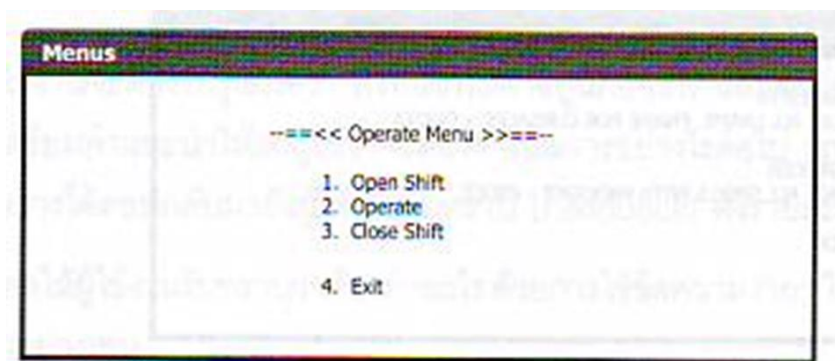 Menus
--==<< Operate Menu >>==--
1. Open Shift
2. Operate
3. Close Shift
4. Exit